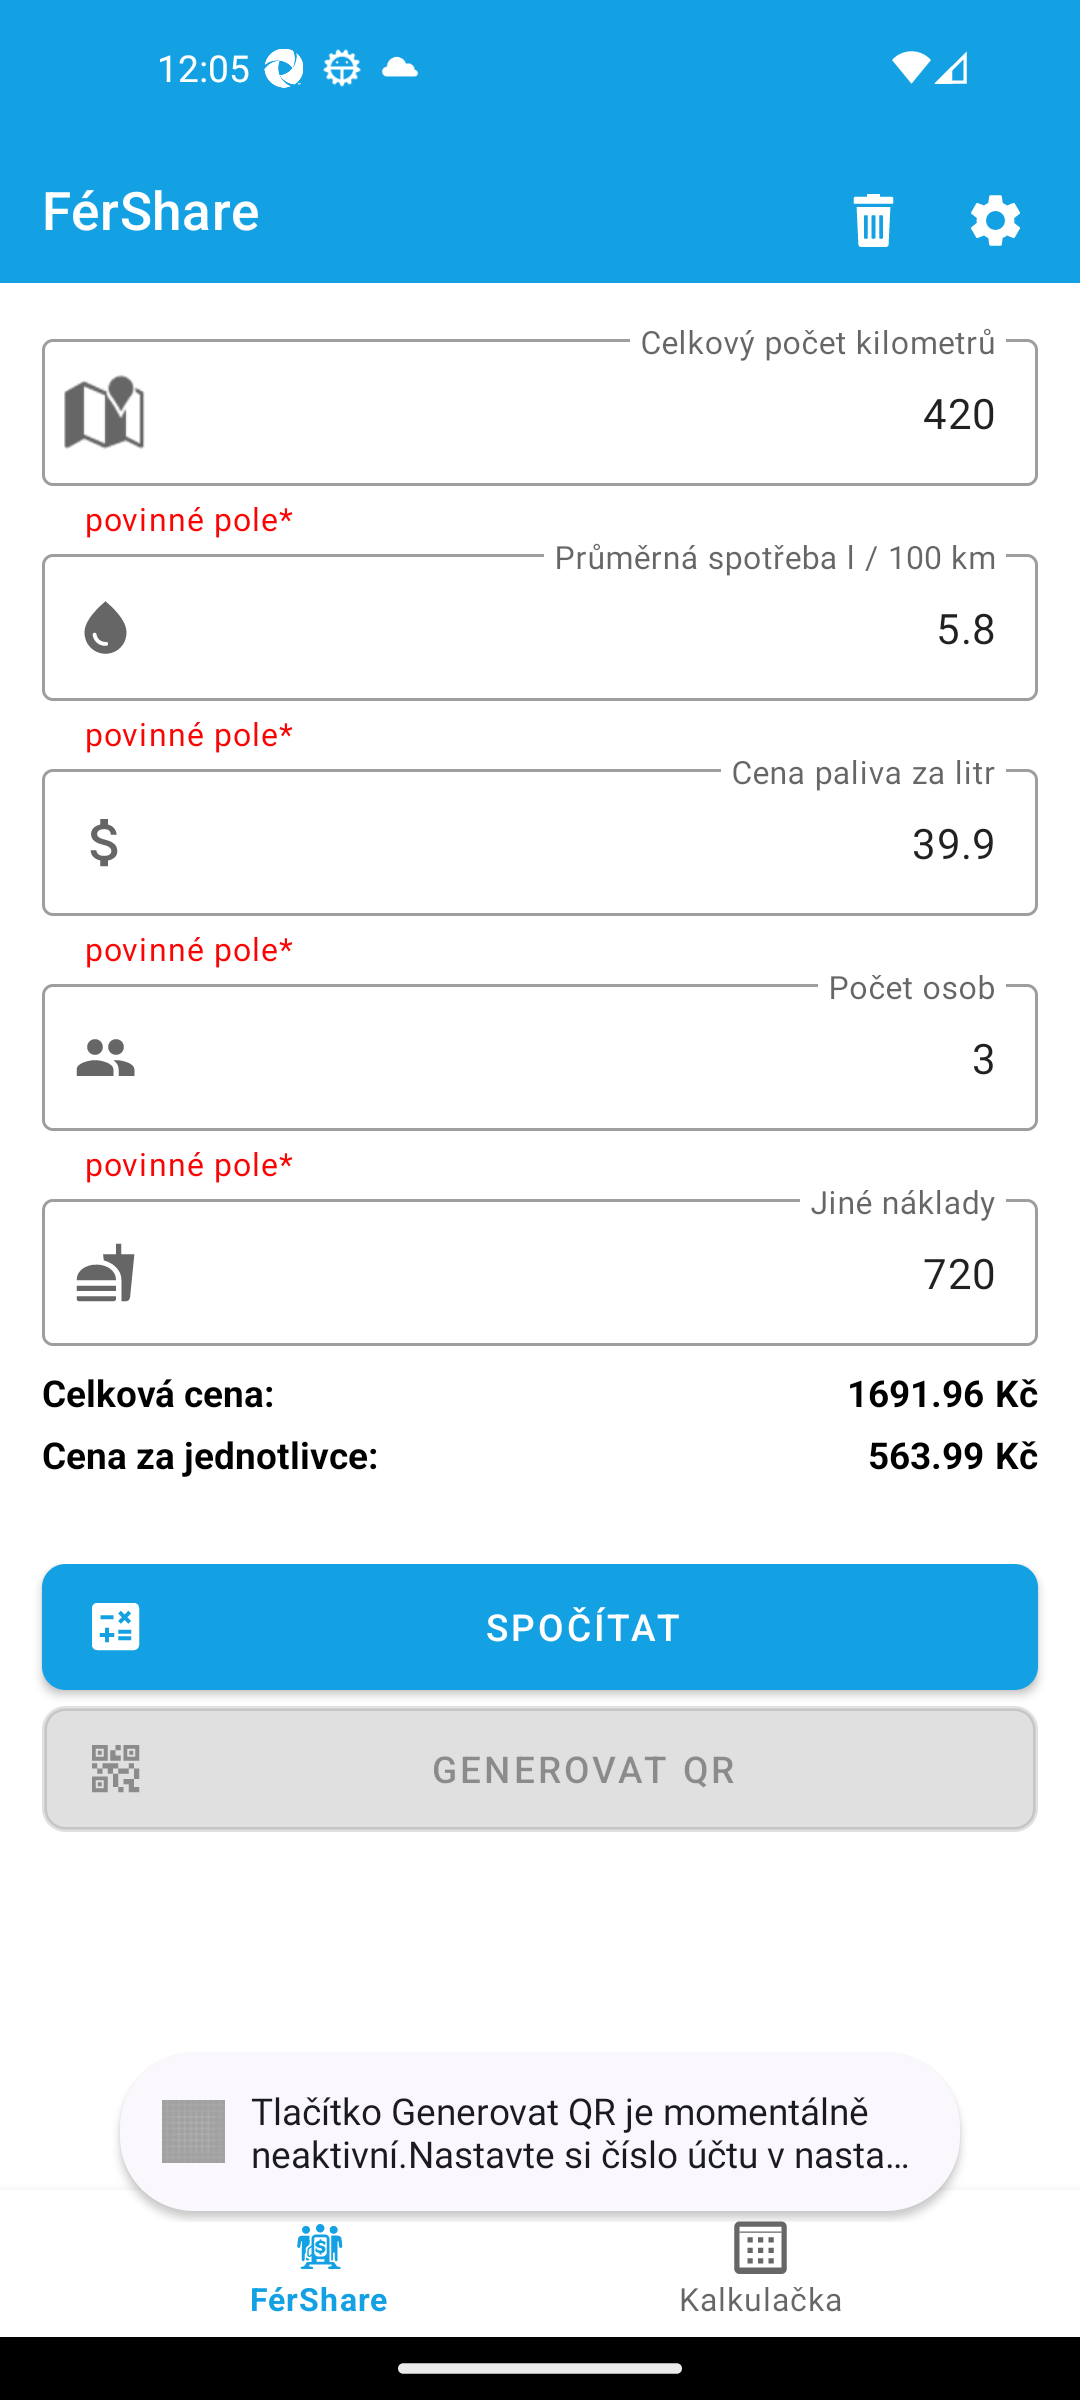 12:05
FérShare
Celkový počet kilometrů
420
povinné pole*
Průměrná spotřeba l / 100 km
5.8
povinné pole*
Cena paliva za litr
39.9
povinné pole*
Počet osob
3
povinné pole*
Jiné náklady
720
Celková cena: 1691.96 Kč
Cena za jednotlivce: 563.99 Kč
SPOČÍTAT
GENEROVAT QR
Tlačítko Generovat QR je momentálně
neaktivní.Nastavte si číslo účtu v nasta...
FérShare Kalkulačka